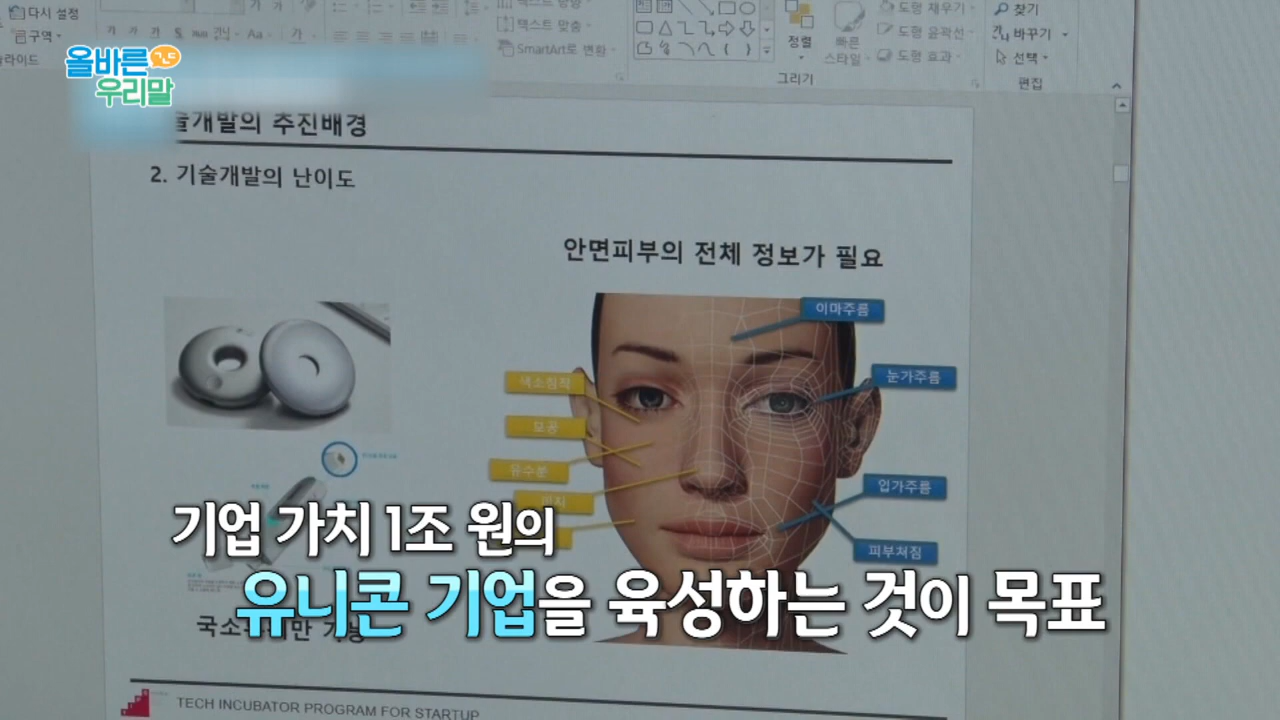 다시 설정
구역
슬라이드
텍스트 맞춤
SmartArt로 변환
정렬
빠른
스타일
도형 채우기
도형 윤곽선
도형 효과
그리기
찾기
바꾸기
선택
편집
올바른
우리말
술개발의 추진배경
2. 기술개발의 난이도
안면피부의 전체 정보가 필요
이마주름
눈가주름
색소침착
모공
유수분
피지
입가주름
피부쳐짐
기업 가치 1조 원의
유니콘 기업을 육성하는 것이 목표
TECH INCUBATOR PROGRAM FOR STARTUP